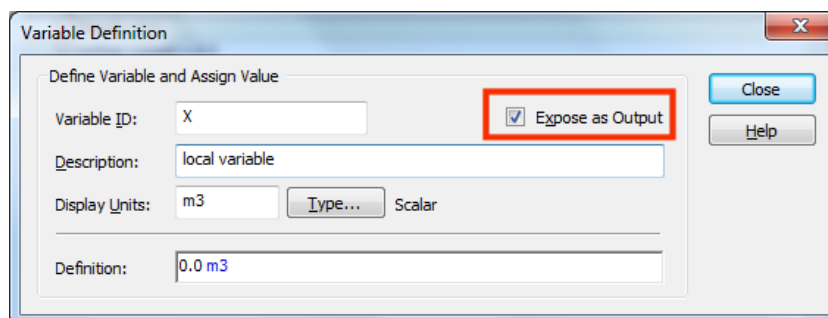 Variable Definition
Define Variable and Assign Value
Variable ID: X Expose as Output
Description: local variable
Display Units: m3 Type... Scalar
Definition: 0.0 m3
Close
Help